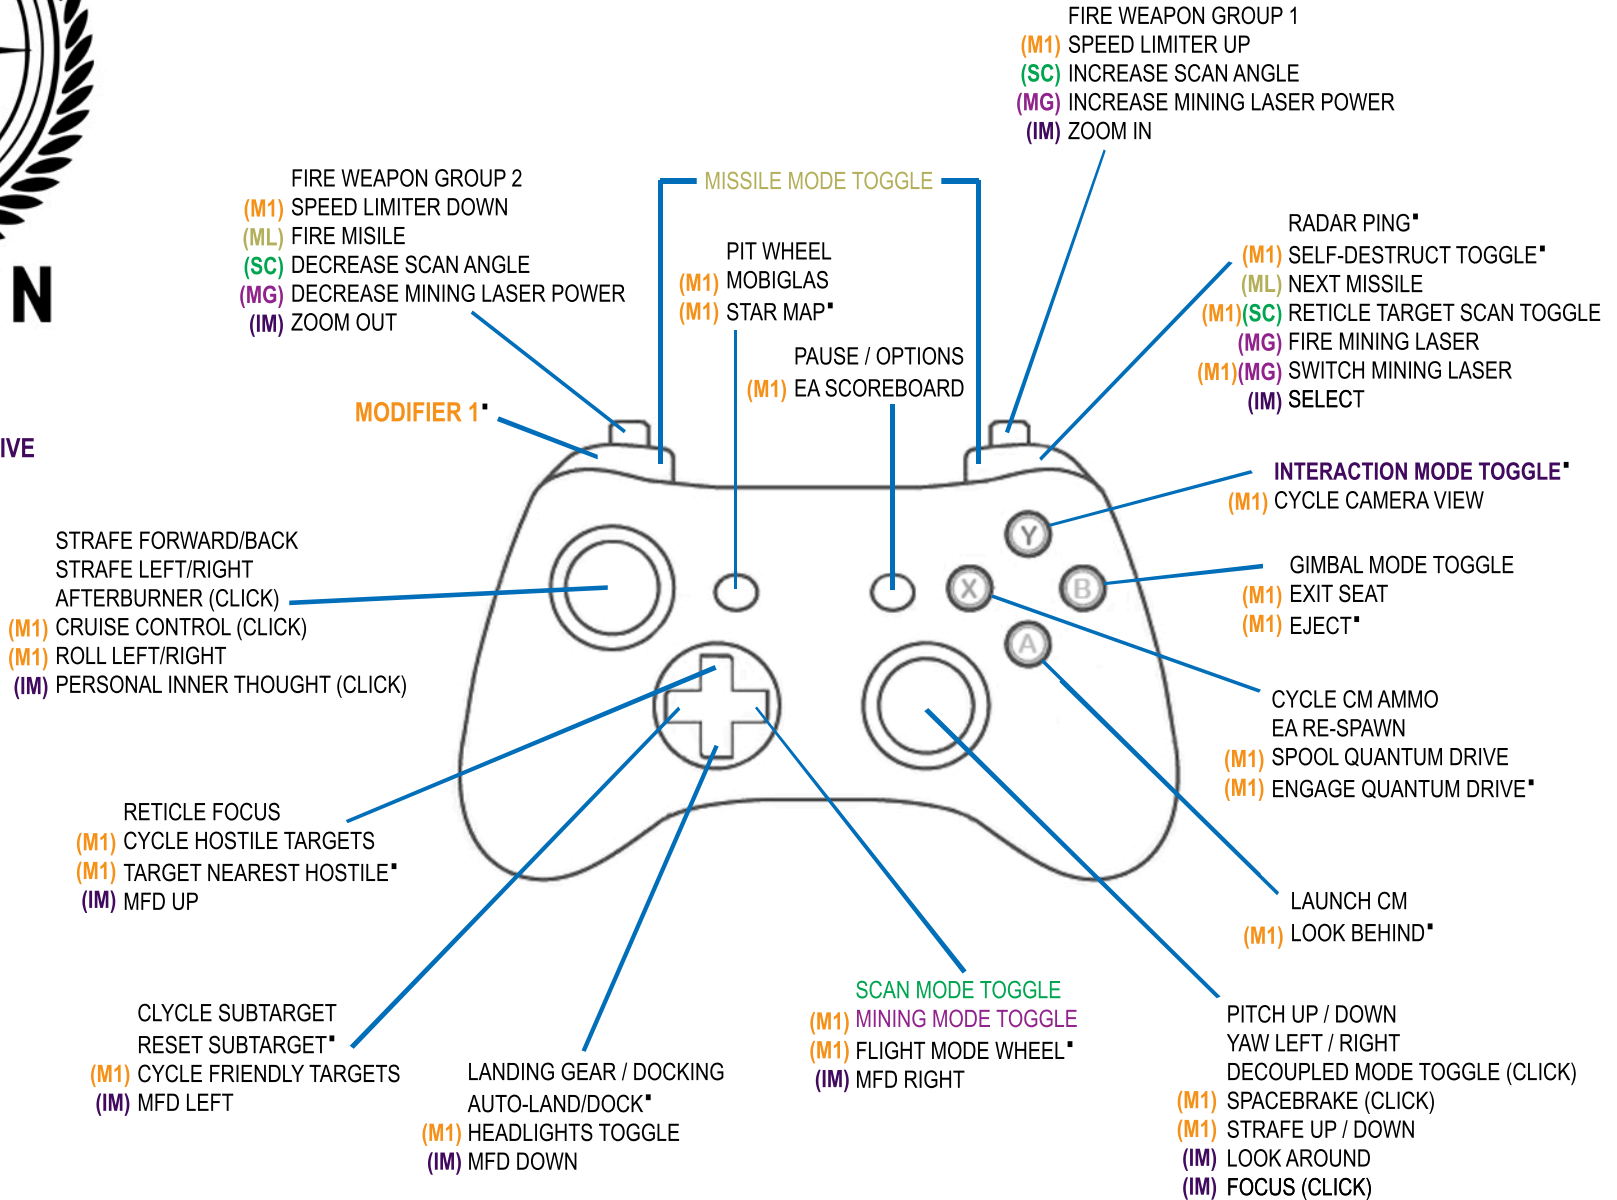 FIRE WEAPON GROUP 1
(M1) SPEED LIMITER UP
(SC) INCREASE SCAN ANGLE
(MG) INCREASE MINING LASER POWER
(IM) ZOOM IN
FIRE WEAPON GROUP 2
(M1) SPEED LIMITER DOWN
(ML) FIRE MISILE
(SC) DECREASE SCAN ANGLE
(MG) DECREASE MINING LASER POWER
(IM) ZOOM OUT
MISSILE MODE TOGGLE
PIT WHEEL
(M1) MOBIGLAS
(M1) STAR MAP▪
PAUSE / OPTIONS
(M1) EA SCOREBOARD
RADAR PING▪
(M1) SELF-DESTRUCT TOGGLE▪
(ML) NEXT MISSILE
(M1)(SC) RETICLE TARGET SCAN TOGGLE
(MG) FIRE MINING LASER
(M1)(MG) SWITCH MINING LASER
(IM) SELECT
N
MODIFIER 1▪
IVE
INTERACTION MODE TOGGLE▪
(M1) CYCLE CAMERA VIEW
Y
X
B
A
STRAFE FORWARD/BACK
STRAFE LEFT/RIGHT
AFTERBURNER (CLICK)
(M1) CRUISE CONTROL (CLICK)
(M1) ROLL LEFT/RIGHT
(IM) PERSONAL INNER THOUGHT (CLICK)
GIMBAL MODE TOGGLE
(M1) EXIT SEAT
(M1) EJECT▪
CYCLE CM AMMO
EA RE-SPAWN
(M1) SPOOL QUANTUM DRIVE
(M1) ENGAGE QUANTUM DRIVE▪
RETICLE FOCUS
(M1) CYCLE HOSTILE TARGETS
(M1) TARGET NEAREST HOSTILE▪
(IM) MFD UP
LAUNCH CM
(M1) LOOK BEHIND▪
CLYCLE SUBTARGET
RESET SUBTARGET▪
(M1) CYCLE FRIENDLY TARGETS
(IM) MFD LEFT
LANDING GEAR / DOCKING
AUTO-LAND/DOCK▪
(M1) HEADLIGHTS TOGGLE
(IM) MFD DOWN
SCAN MODE TOGGLE
(M1) MINING MODE TOGGLE
(M1) FLIGHT MODE WHEEL▪
(IM) MFD RIGHT
PITCH UP / DOWN
YAW LEFT / RIGHT
DECOUPLED MODE TOGGLE (CLICK)
(M1) SPACEBRAKE (CLICK)
(M1) STRAFE UP / DOWN
(IM) LOOK AROUND
(IM) FOCUS (CLICK)